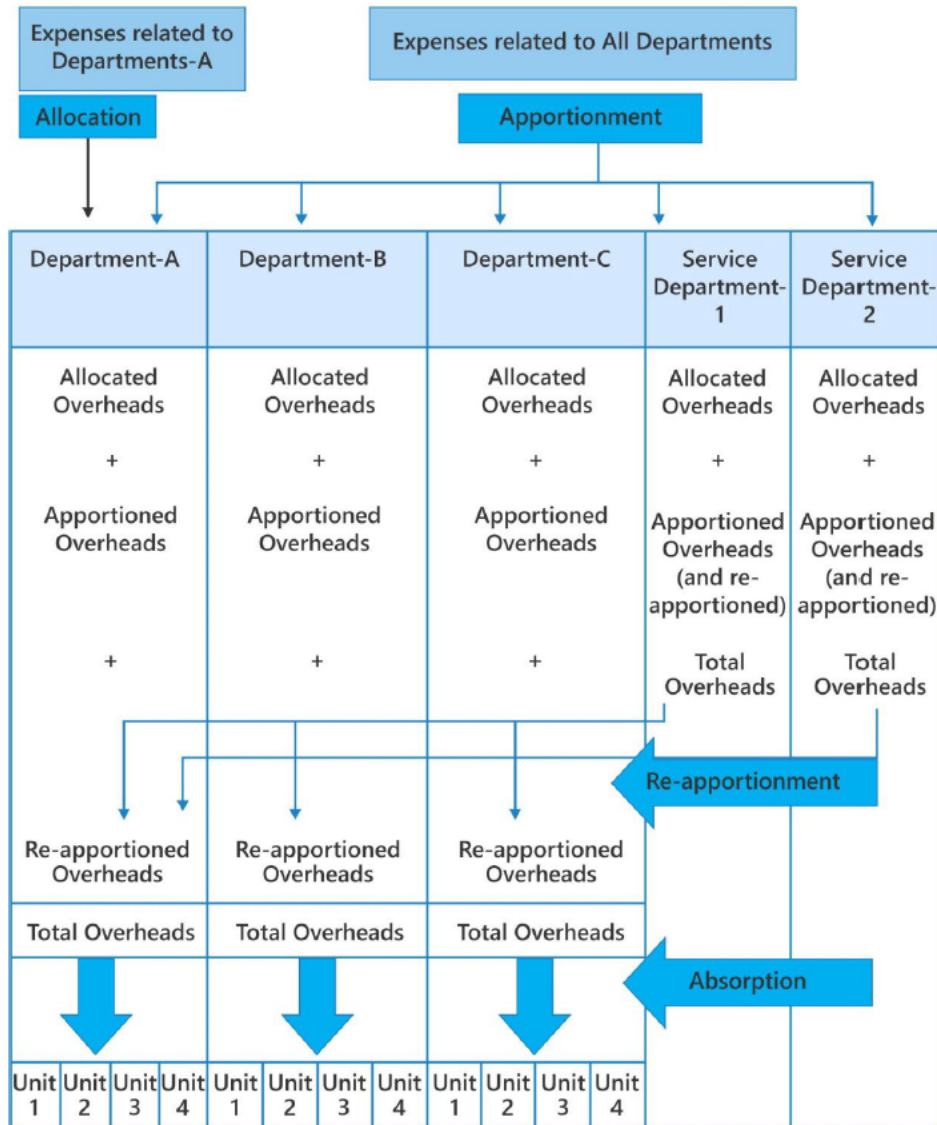 Expenses related to
Departments-A
Expenses related to All Departments
Allocation
Apportionment
Department-A
Department-B
Department-C
Service
Department-
1
Service
Department-
2
Allocated
Overheads
Allocated
Overheads
Allocated
Overheads
Allocated
Overheads
Allocated
Overheads
+
+
+
+
+
Apportioned
Overheads
Apportioned
Overheads
Apportioned
Overheads
Apportioned
Overheads
(and re-
apportioned)
Apportioned
Overheads
(and re-
apportioned)
+
+
+
Total
Overheads
Total
Overheads
Re-apportionment
Re-apportioned
Overheads
Re-apportioned
Overheads
Re-apportioned
Overheads
Total Overheads
Total Overheads
Total Overheads
Absorption
Unit
1
Unit
2
Unit
3
Unit
4
Unit
1
Unit
2
Unit
3
Unit
4
Unit
1
Unit
2
Unit
3
Unit
4